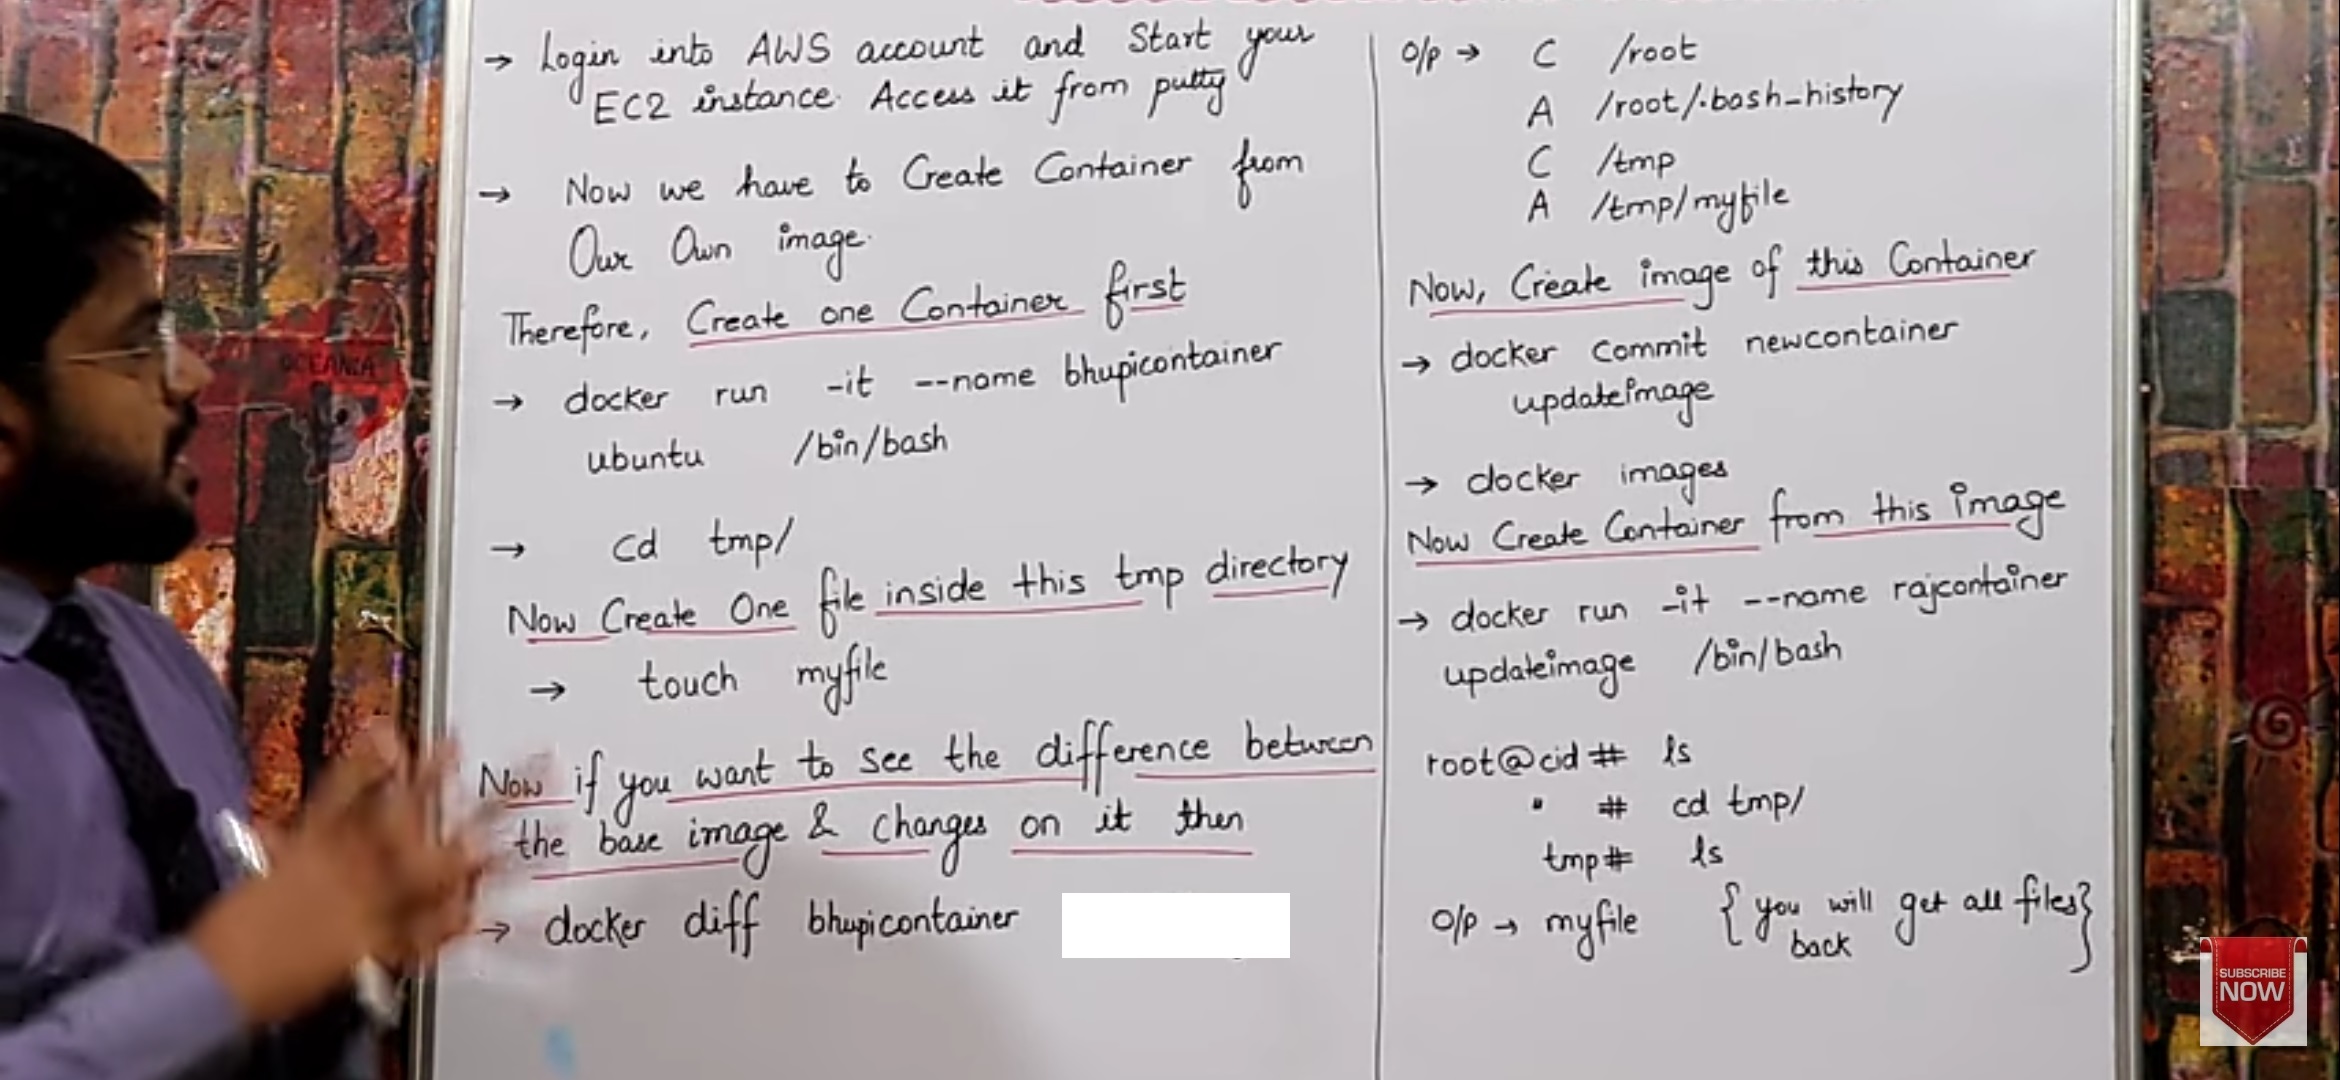 → Login into AWS account and Start your
EC2 instance. Access it from putty
→ Now we have to Create Container from
Our Own image.
Therefore, Create one Container first
→ docker run -it --name bhupicontainer
ubuntu /bin/bash
→ cd tmp/
Now Create One file inside this tmp directory
→ touch myfile
Now if you want to see the difference between
the base image & changes on it then
→ docker diff bhupicontainer
O/p → C /root
A /root/.bash-history
C /tmp
A /tmp/myfile
Now, Create image of this Container
→ docker commit newcontainer
updateimage
→ docker images
Now Create Container from this image
→ docker run -it --name rajcontainer
updateimage /bin/bash
root@cid # ls
" # cd tmp/
tmp# ls
O/p → myfile {you will get all files}
back
OCEANIA
SUBSCRIBE
NOW